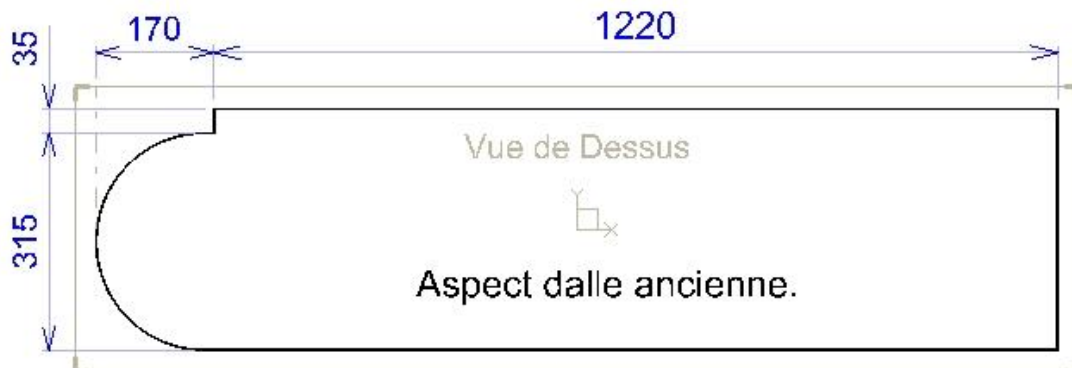 170
1220
35
Vue de Dessus
Y
X
315
Aspect dalle ancienne.